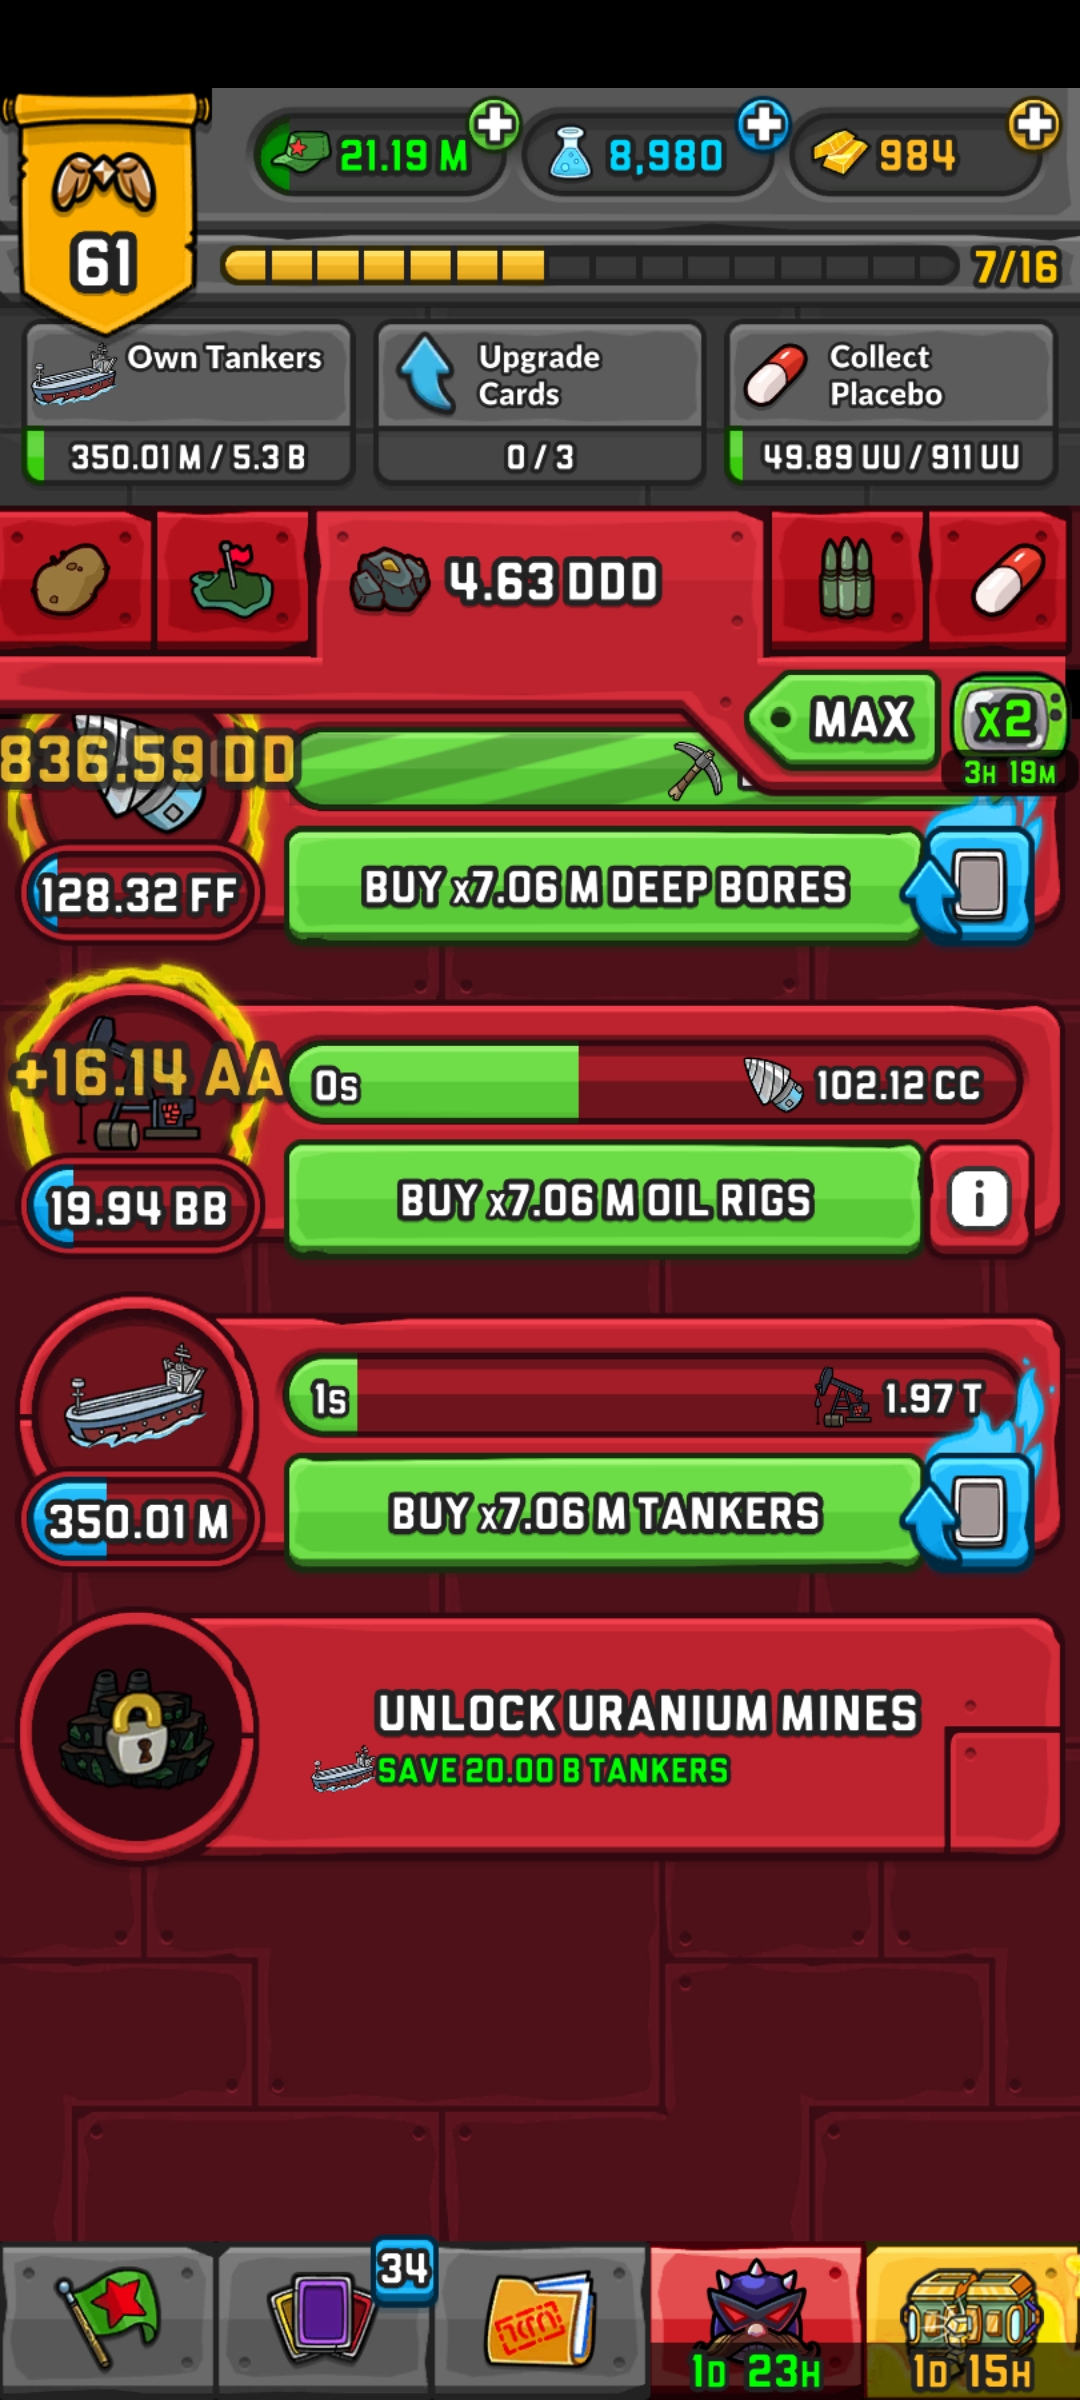 61
21.19 M
8,980
984
7/16
Own Tankers
350.01 M / 5.3 B
Upgrade
Cards
0 / 3
Collect
Placebo
49.89 UU / 911 UU
4.63 DDD
MAX
x2
3H 19M
836.59 DD
128.32 FF
BUY x7.06 M DEEP BORES
+16.14 AA
0s
102.12 CC
19.94 BB
BUY x7.06 M OIL RIGS
i
1s
1.97 T
350.01 M
BUY x7.06 M TANKERS
UNLOCK URANIUM MINES
SAVE 20.00 B TANKERS
34
1D 23H
1D 15H